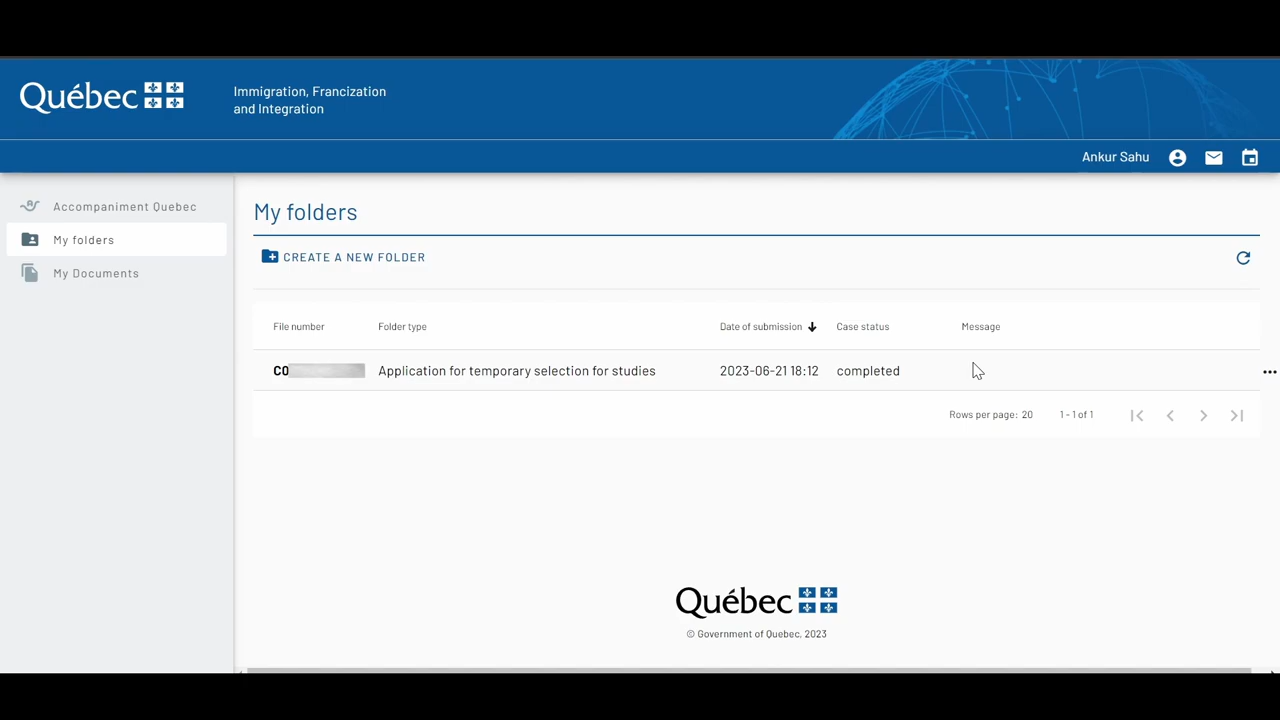 Québec
Immigration, Francization
and Integration
Ankur Sahu
Accompaniment Quebec
My folders
My Documents
My folders
CREATE A NEW FOLDER
File number Folder type Date of submission Case status Message
C0 Application for temporary selection for studies 2023-06-21 18:12 completed
Rows per page: 20 1 - 1 of 1
Québec
© Government of Quebec, 2023